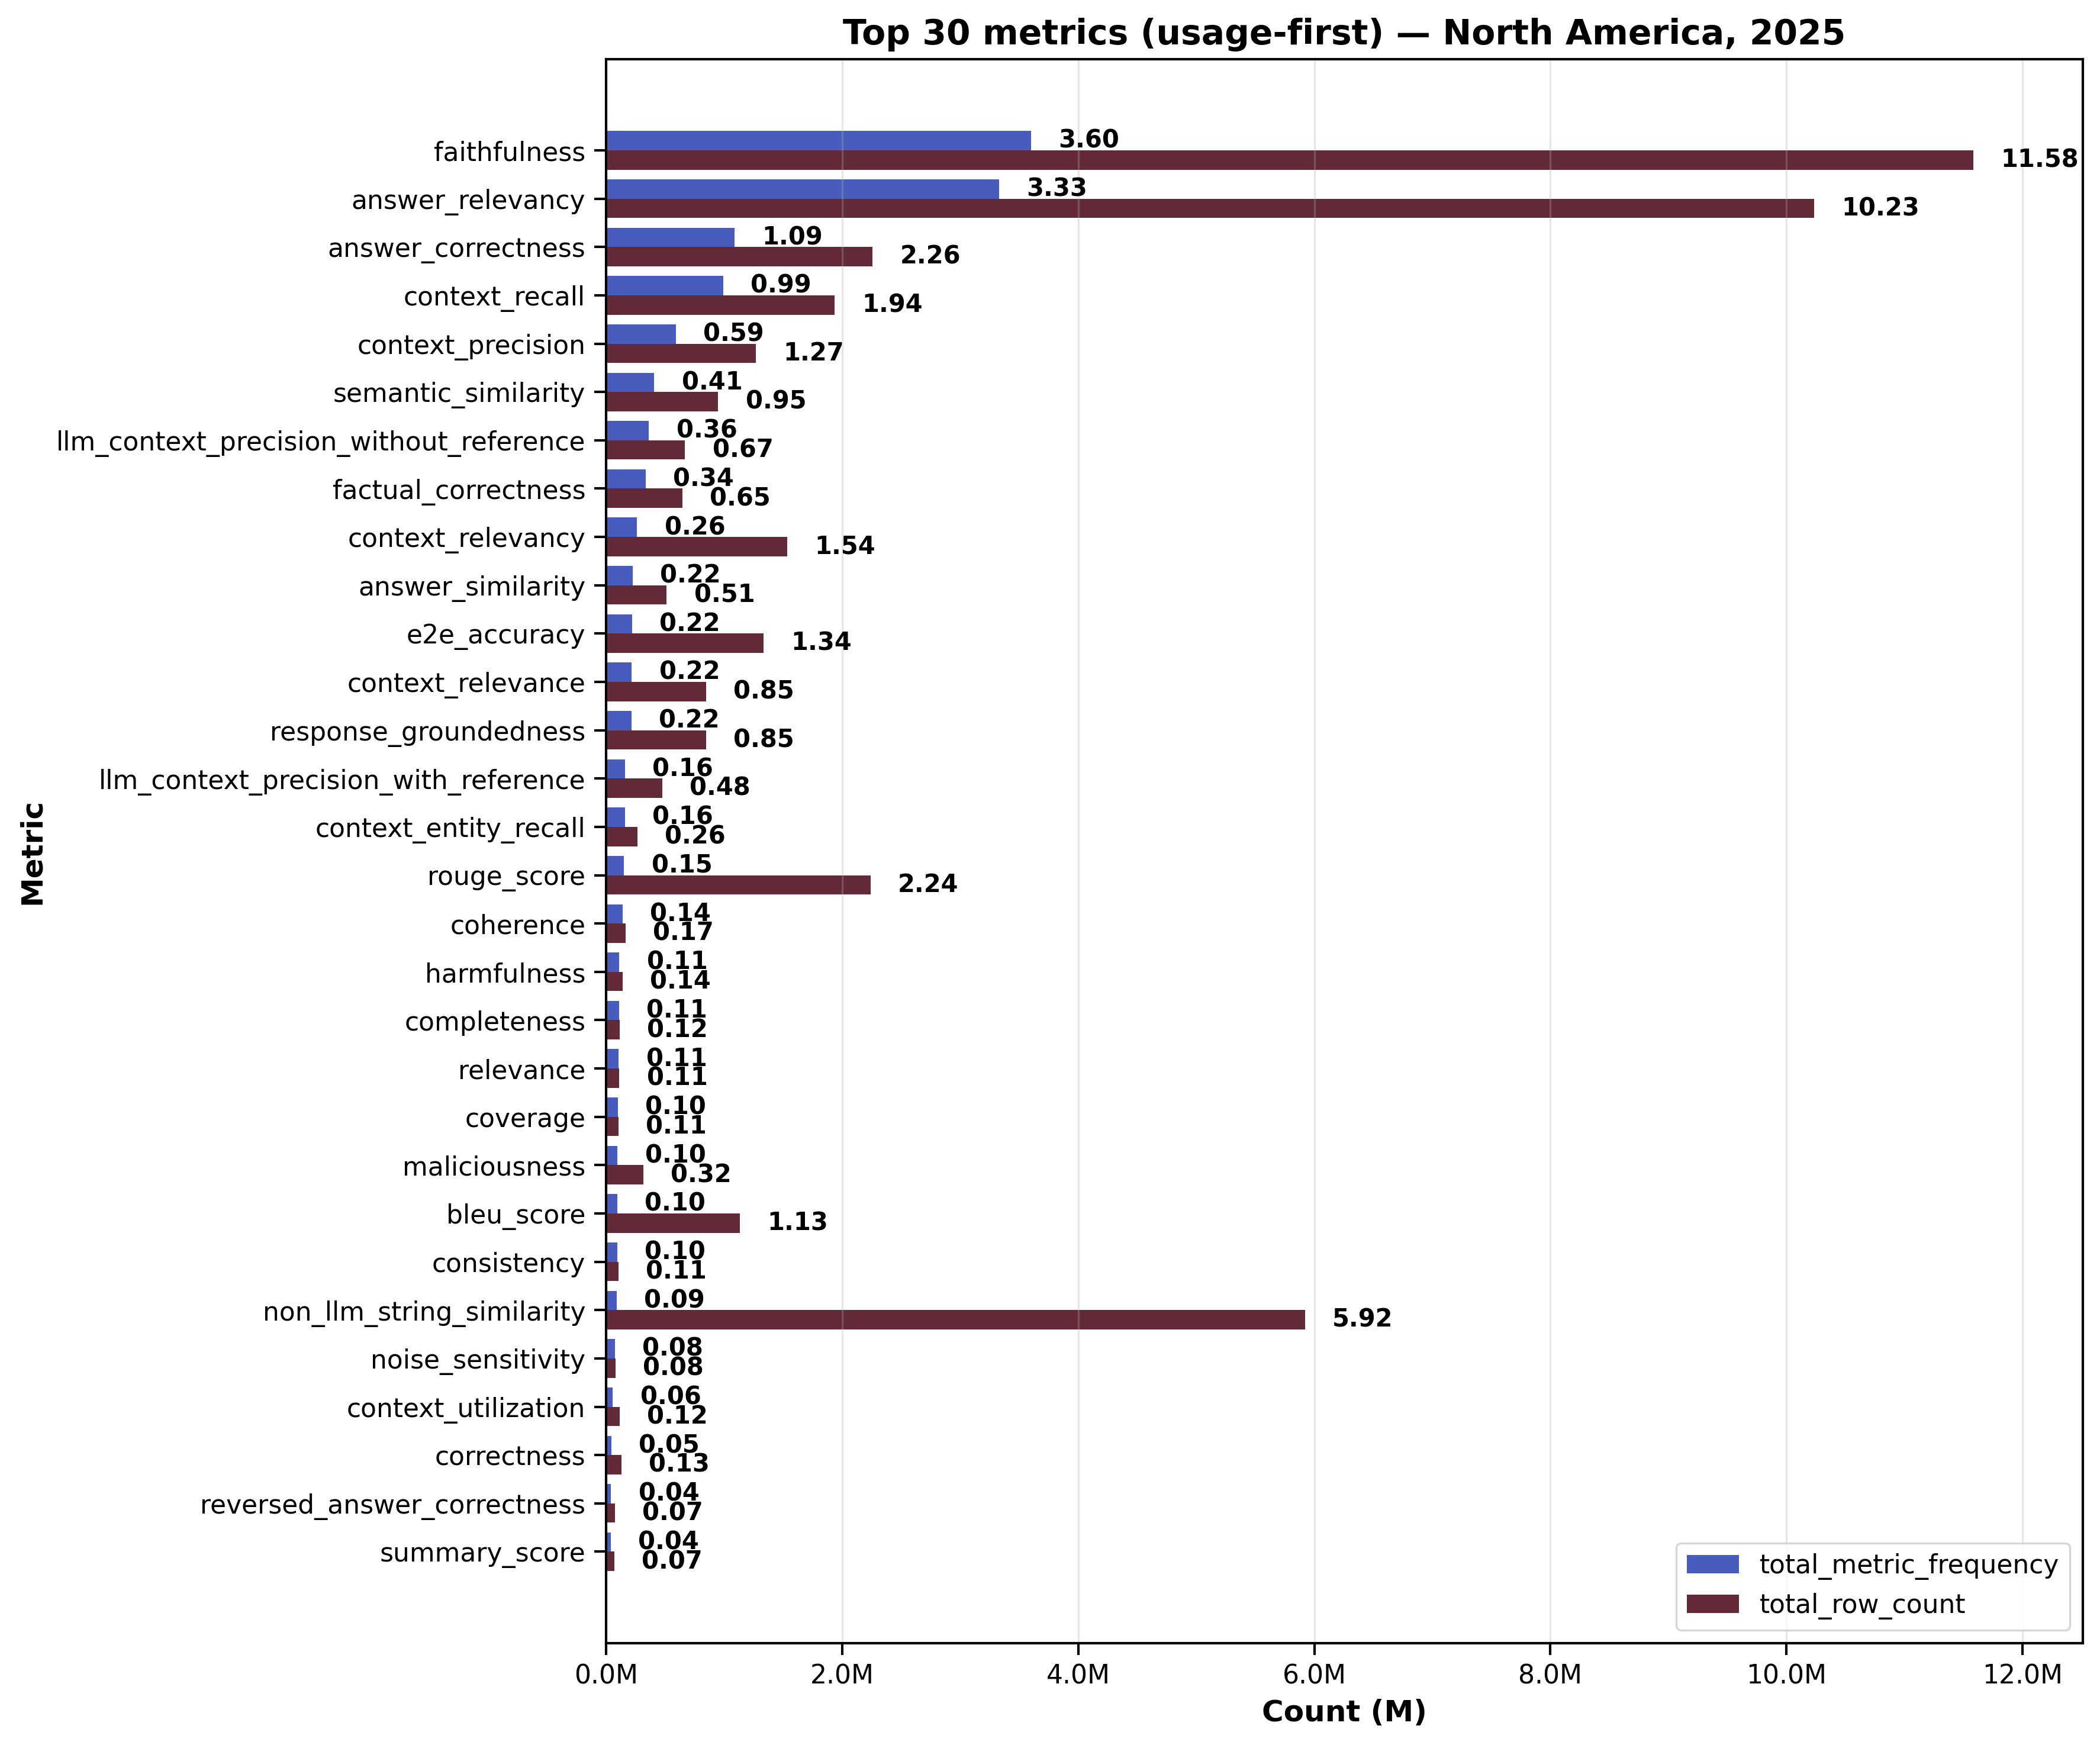 Top 30 metrics (usage-first) — North America, 2025
Metric
faithfulness 3.60 11.58
answer_relevancy 3.33 10.23
answer_correctness 1.09 2.26
context_recall 0.99 1.94
context_precision 0.59 1.27
semantic_similarity 0.41 0.95
llm_context_precision_without_reference 0.36 0.67
factual_correctness 0.34 0.65
context_relevancy 0.26 1.54
answer_similarity 0.22 0.51
e2e_accuracy 0.22 1.34
context_relevance 0.22 0.85
response_groundedness 0.22 0.85
llm_context_precision_with_reference 0.16 0.48
context_entity_recall 0.16 0.26
rouge_score 0.15 2.24
coherence 0.14 0.17
harmfulness 0.11 0.14
completeness 0.11 0.12
relevance 0.11 0.11
coverage 0.10 0.11
maliciousness 0.10 0.32
bleu_score 0.10 1.13
consistency 0.10 0.11
non_llm_string_similarity 0.09 5.92
noise_sensitivity 0.08 0.08
context_utilization 0.06 0.12
correctness 0.05 0.13
reversed_answer_correctness 0.04 0.07
summary_score 0.04 0.07
total_metric_frequency
total_row_count
0.0M 2.0M 4.0M 6.0M 8.0M 10.0M 12.0M
Count (M)